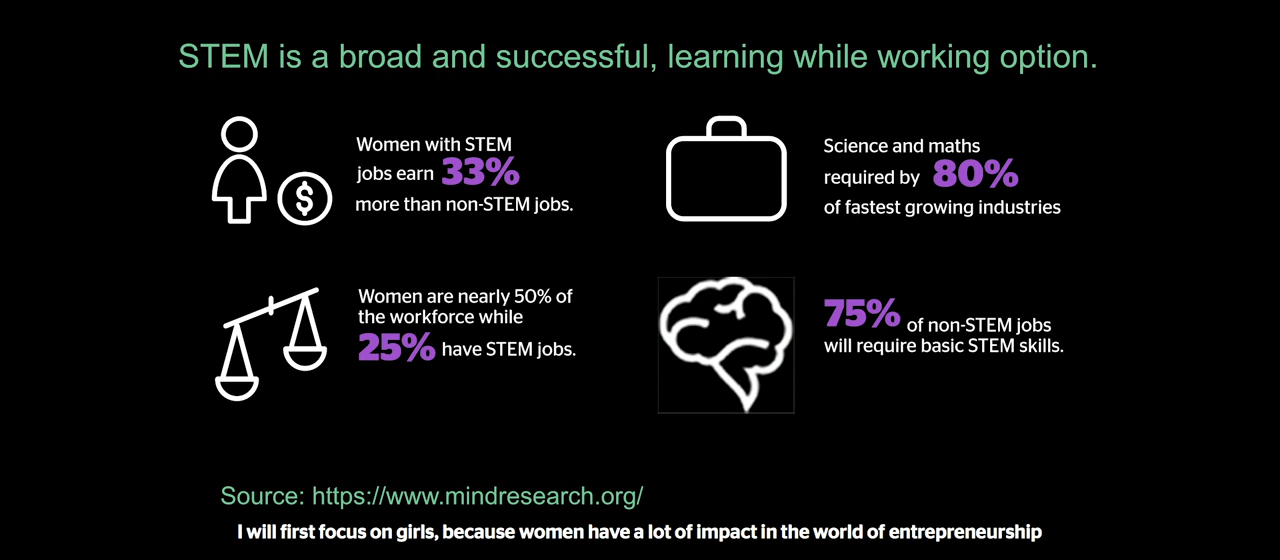 STEM is a broad and successful, learning while working option.
Women with STEM
jobs earn 33%
more than non-STEM jobs.
Science and maths
required by 80%
of fastest growing industries
Women are nearly 50% of
the workforce while
25% have STEM jobs.
75% of non-STEM jobs
will require basic STEM skills.
Source: https://www.mindresearch.org/
I will first focus on girls, because women have a lot of impact in the world of entrepreneurship